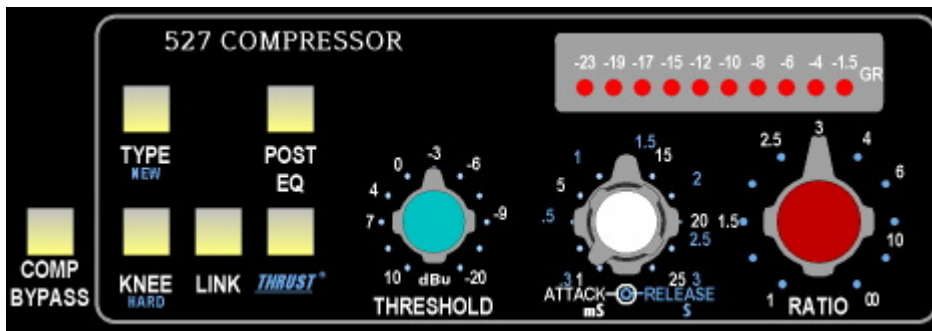 527 COMPRESSOR
-23 -19 -17 -15 -12 -10 -8 -6 -4 -1.5 GR
TYPE
NEW
POST
EQ
COMP
BYPASS
KNEE
HARD
LINK
THRUST®
0 -3 -6
4
7 -9
10 dBu -20
THRESHOLD
1 1.5 15
5 2
.5 20
2.5
.3 1 25 3
ATTACK RELEASE
mS S
2.5 3 4
6
1.5
10
1 ∞
RATIO